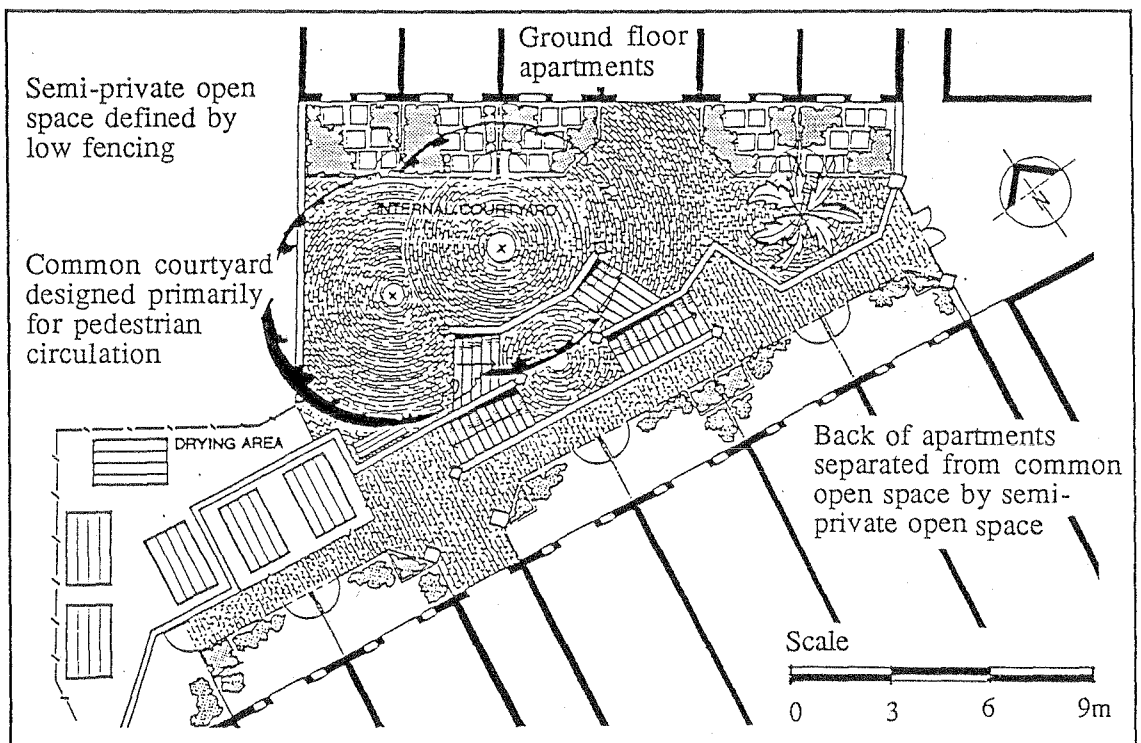 Ground floor
apartments
Semi-private open
space defined by
low fencing
INTERNAL COURTYARD
N
Common courtyard
designed primarily
for pedestrian
circulation
DRYING AREA
Back of apartments
separated from common
open space by semi-
private open space
Scale
0 3 6 9m